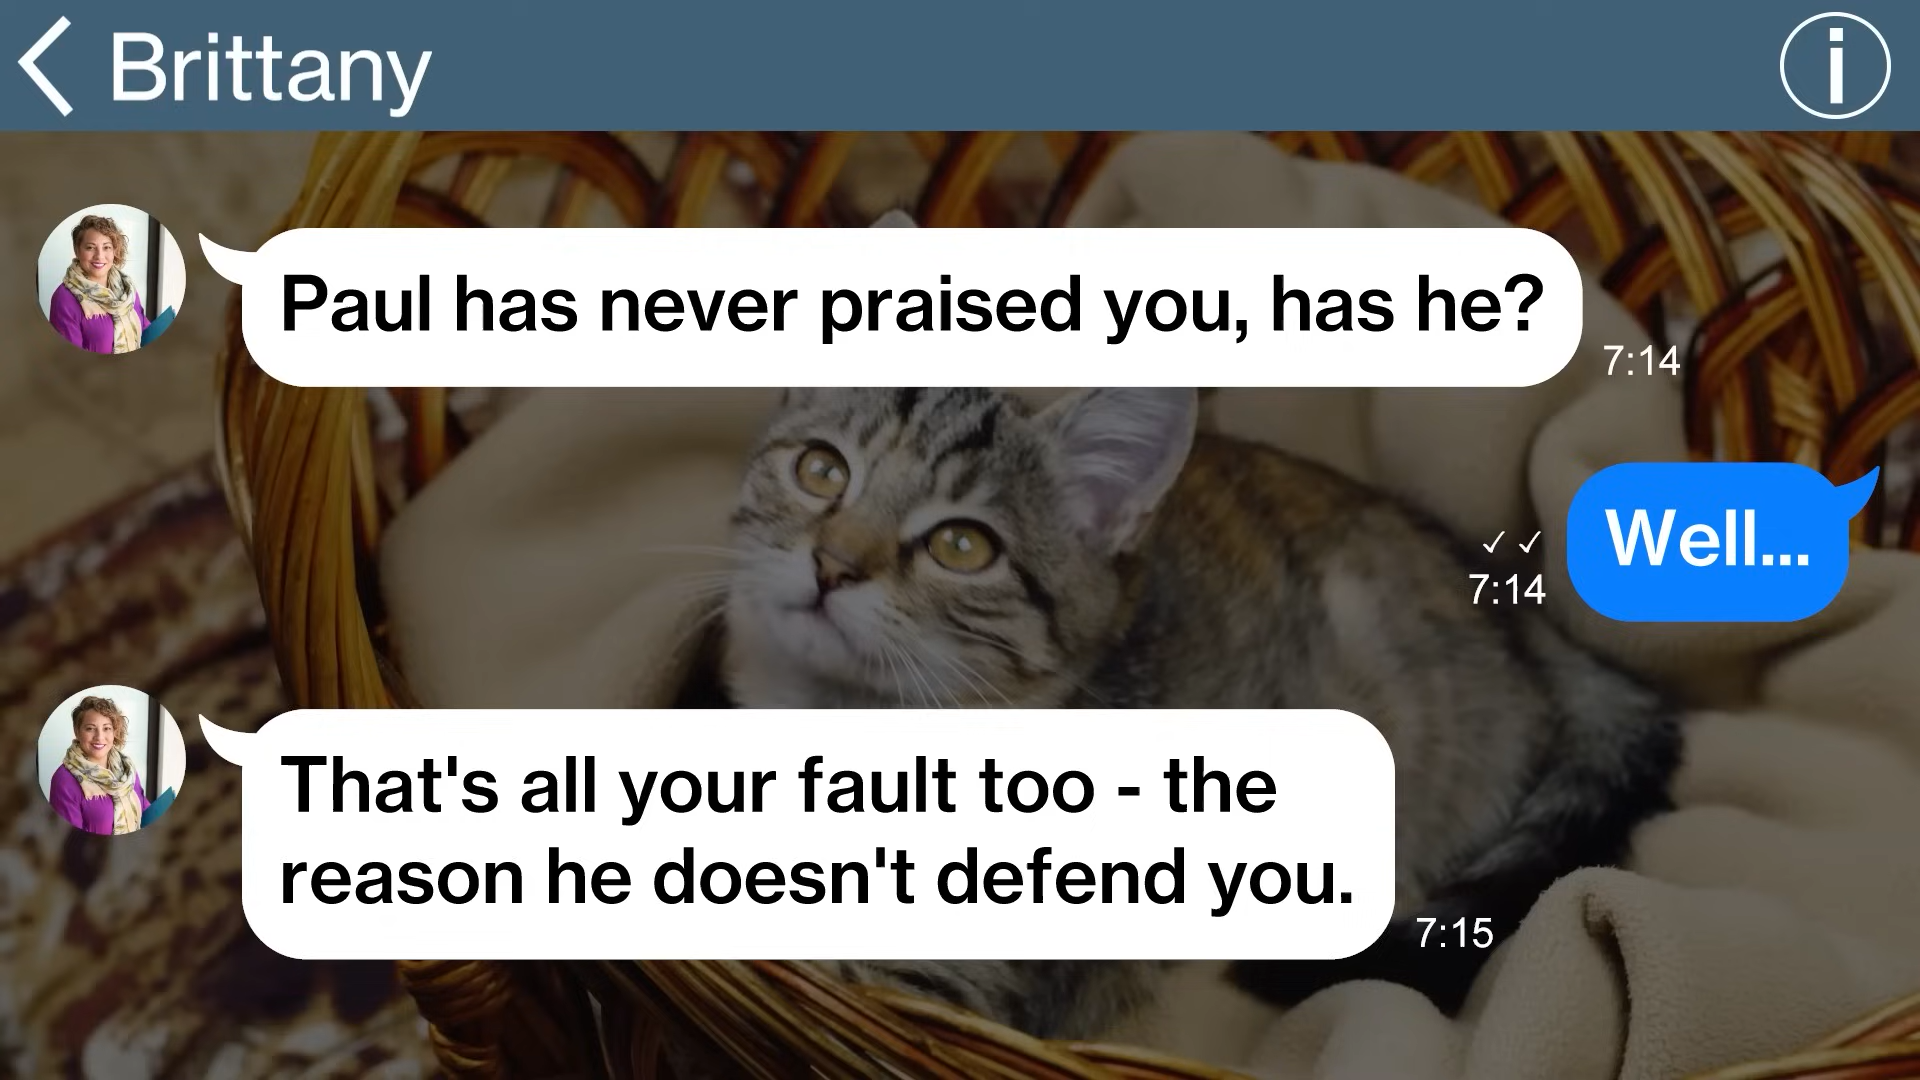 Brittany
Paul has never praised you, has he?
7:14
Well...
✓ ✓
7:14
That's all your fault too - the
reason he doesn't defend you.
7:15